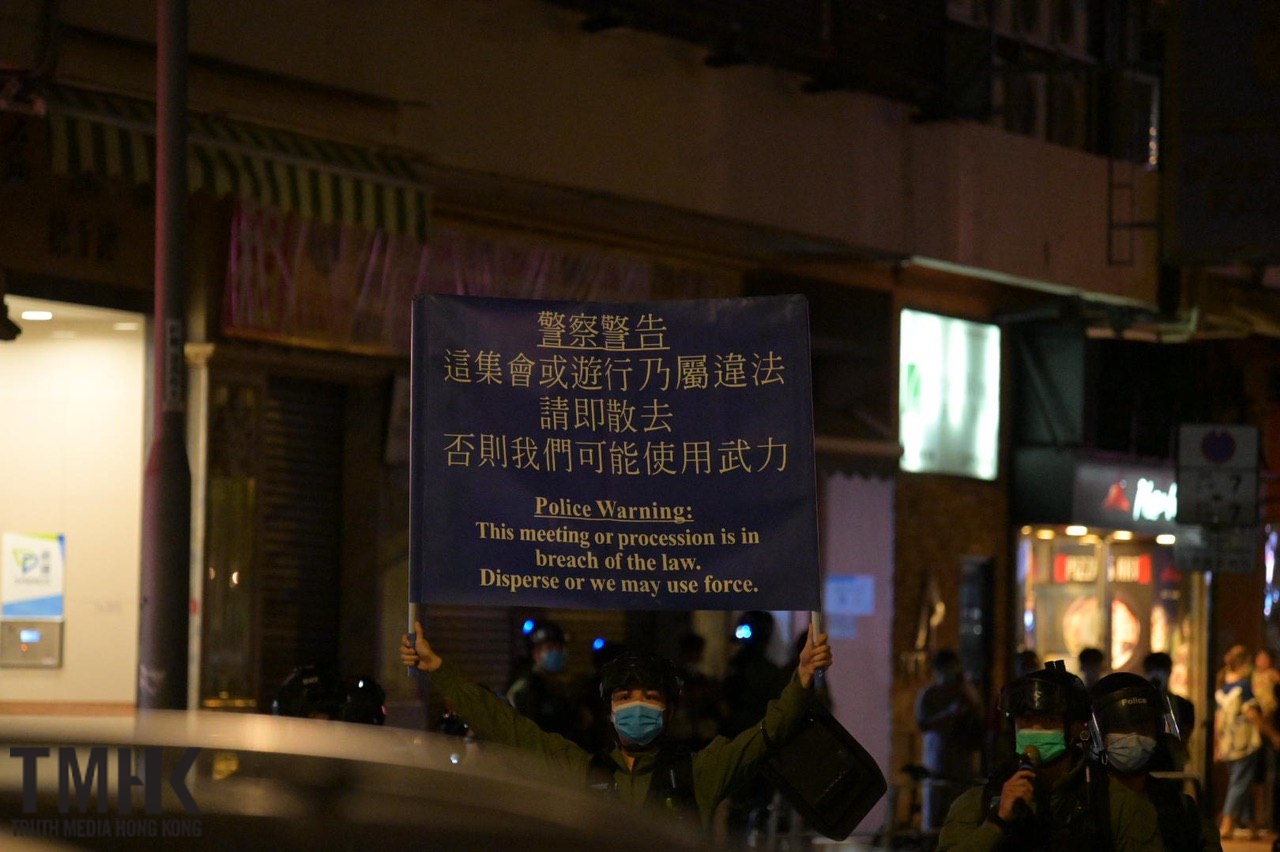 警察警告
這集會或遊行乃屬違法
請即散去
否則我們可能使用武力
Police Warning:
This meeting or procession is in
breach of the law.
Disperse or we may use force.
Police
TMHK
TRUTH MEDIA HONG KONG